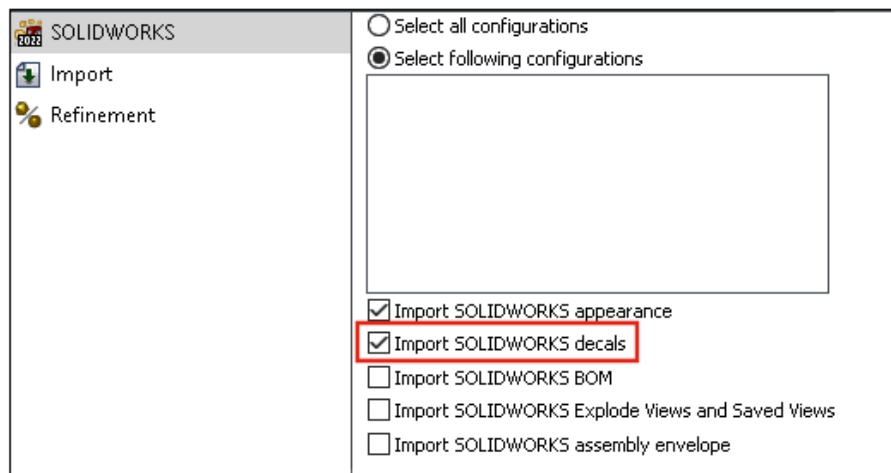 2022 SOLIDWORKS
Import
Refinement
Select all configurations
Select following configurations
Import SOLIDWORKS appearance
Import SOLIDWORKS decals
Import SOLIDWORKS BOM
Import SOLIDWORKS Explode Views and Saved Views
Import SOLIDWORKS assembly envelope